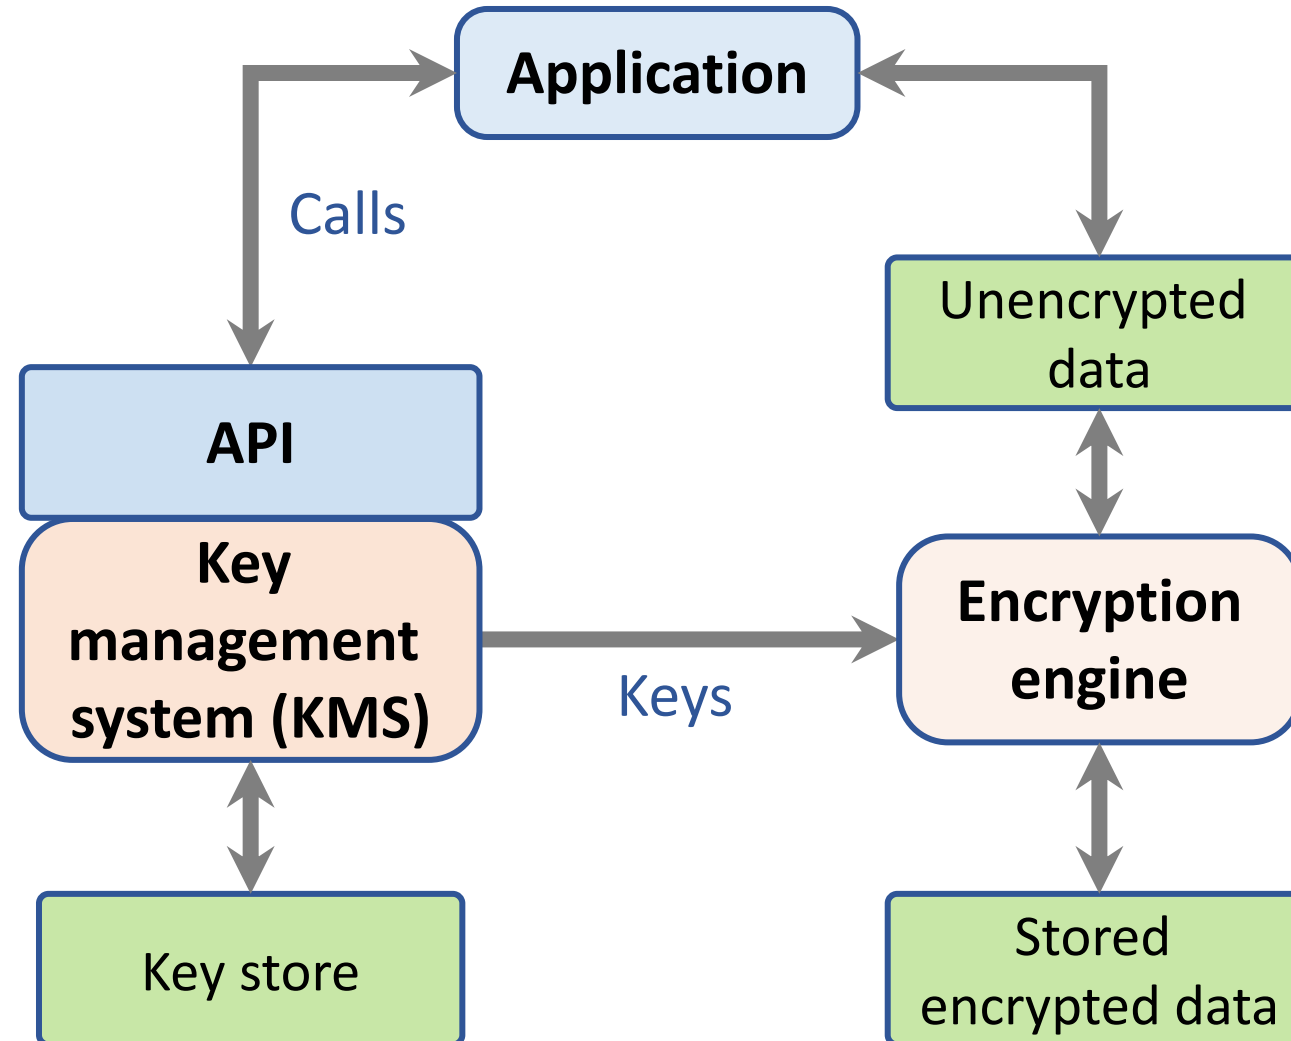 Application
Calls
Unencrypted
data
API
Key
management
system (KMS)
Encryption
engine
Keys
Key store
Stored
encrypted data